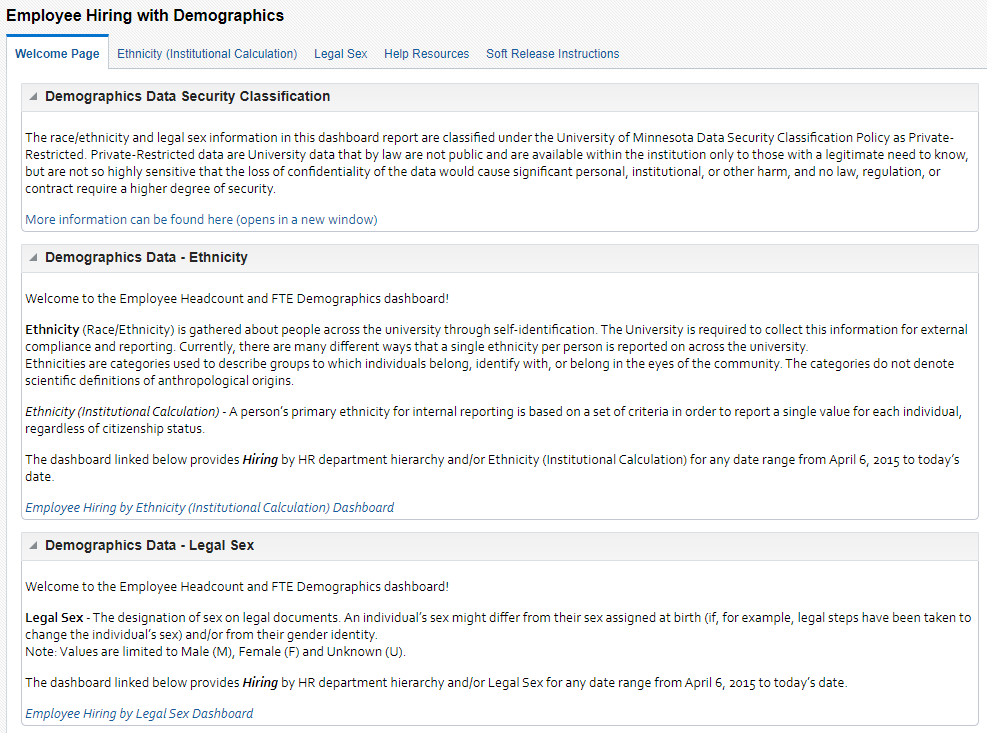 Employee Hiring with Demographics
Welcome Page Ethnicity (Institutional Calculation) Legal Sex Help Resources Soft Release Instructions
Demographics Data Security Classification
The race/ethnicity and legal sex information in this dashboard report are classified under the University of Minnesota Data Security Classification Policy as Private-
Restricted. Private-Restricted data are University data that by law are not public and are available within the institution only to those with a legitimate need to know,
but are not so highly sensitive that the loss of confidentiality of the data would cause significant personal, institutional, or other harm, and no law, regulation, or
contract require a higher degree of security.
More information can be found here (opens in a new window)
Demographics Data - Ethnicity
Welcome to the Employee Headcount and FTE Demographics dashboard!
Ethnicity (Race/Ethnicity) is gathered about people across the university through self-identification. The University is required to collect this information for external
compliance and reporting. Currently, there are many different ways that a single ethnicity per person is reported on across the university.
Ethnicities are categories used to describe groups to which individuals belong, identify with, or belong in the eyes of the community. The categories do not denote
scientific definitions of anthropological origins.
Ethnicity (Institutional Calculation) - A person's primary ethnicity for internal reporting is based on a set of criteria in order to report a single value for each individual,
regardless of citizenship status.
The dashboard linked below provides Hiring by HR department hierarchy and/or Ethnicity (Institutional Calculation) for any date range from April 6, 2015 to today's
date.
Employee Hiring by Ethnicity (Institutional Calculation) Dashboard
Demographics Data - Legal Sex
Welcome to the Employee Headcount and FTE Demographics dashboard!
Legal Sex - The designation of sex on legal documents. An individual's sex might differ from their sex assigned at birth (if, for example, legal steps have been taken to
change the individual's sex) and/or from their gender identity.
Note: Values are limited to Male (M), Female (F) and Unknown (U).
The dashboard linked below provides Hiring by HR department hierarchy and/or Legal Sex for any date range from April 6, 2015 to today's date.
Employee Hiring by Legal Sex Dashboard